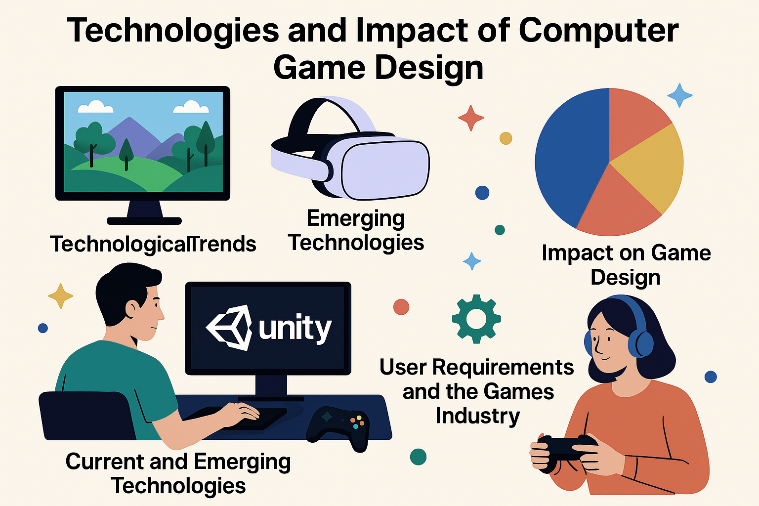 Technologies and Impact of Computer
Game Design
TechnologicalTrends
Emerging
Technologies
Impact on Game
Design
unity
User Requirements
and the Games
Industry
Current and Emerging
Technologies